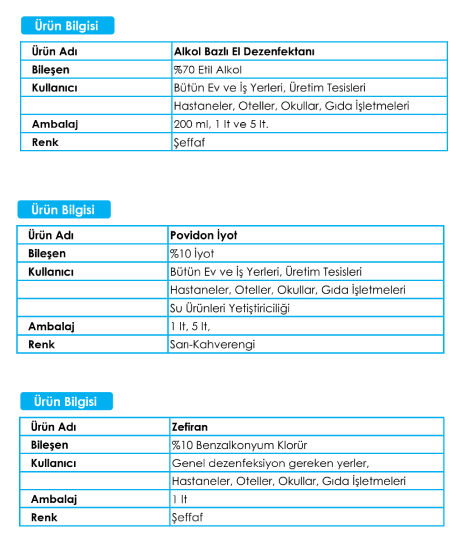 Ürün Bilgisi
Ürün Adı Alkol Bazlı El Dezenfektanı
Bileşen %70 Etil Alkol
Kullanıcı Bütün Ev ve İş Yerleri, Üretim Tesisleri
Hastaneler, Oteller, Okullar, Gıda İşletmeleri
Ambalaj 200 ml, 1 lt ve 5 lt.
Renk Şeffaf
Ürün Bilgisi
Ürün Adı Povidon İyot
Bileşen %10 İyot
Kullanıcı Bütün Ev ve İş Yerleri, Üretim Tesisleri
Hastaneler, Oteller, Okullar, Gıda İşletmeleri
Su Ürünleri Yetiştiriciliği
Ambalaj 1 lt, 5 lt,
Renk Sarı-Kahverengi
Ürün Bilgisi
Ürün Adı Zefiran
Bileşen %10 Benzalkonyum Klorür
Kullanıcı Genel dezenfeksiyon gereken yerler,
Hastaneler, Oteller, Okullar, Gıda İşletmeleri
Ambalaj 1 lt
Renk Şeffaf